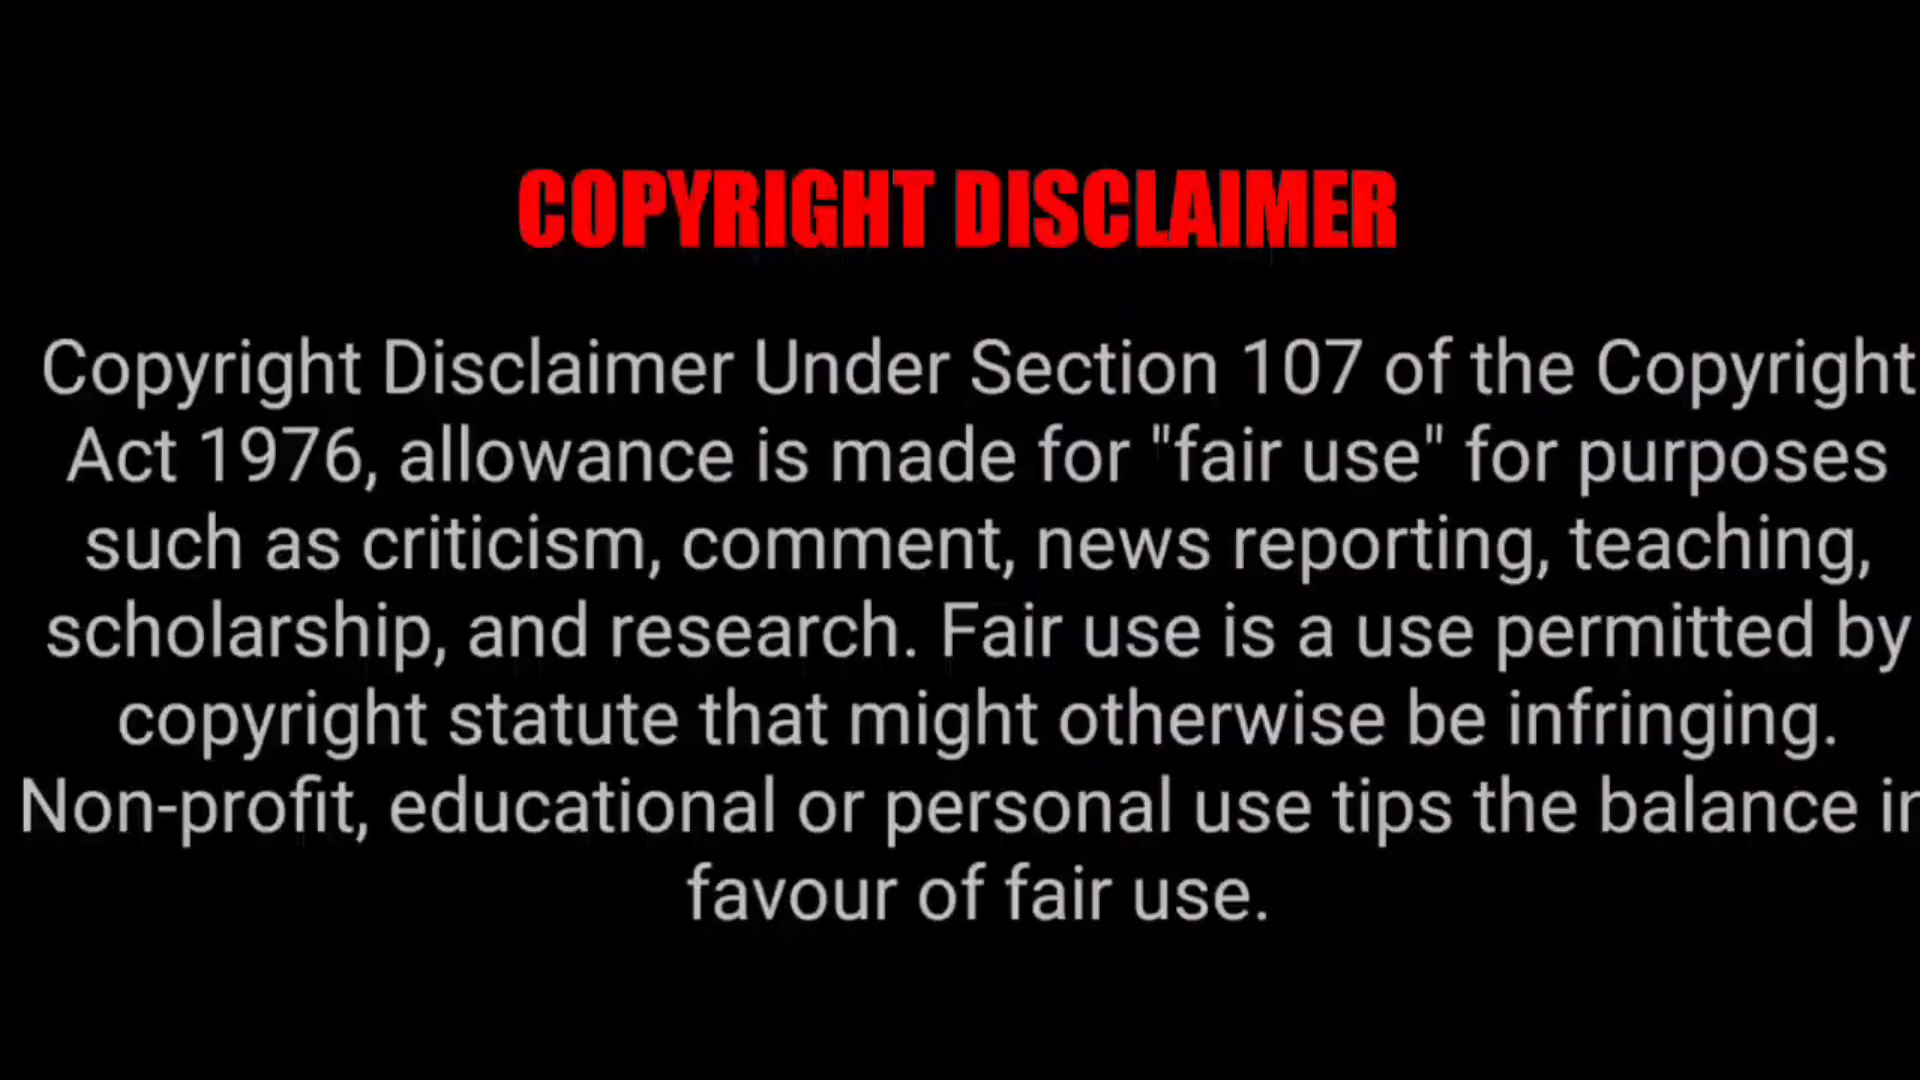 COPYRIGHT DISCLAIMER
Copyright Disclaimer Under Section 107 of the Copyright
Act 1976, allowance is made for "fair use" for purposes
such as criticism, comment, news reporting, teaching,
scholarship, and research. Fair use is a use permitted by
copyright statute that might otherwise be infringing.
Non-profit, educational or personal use tips the balance in
favour of fair use.